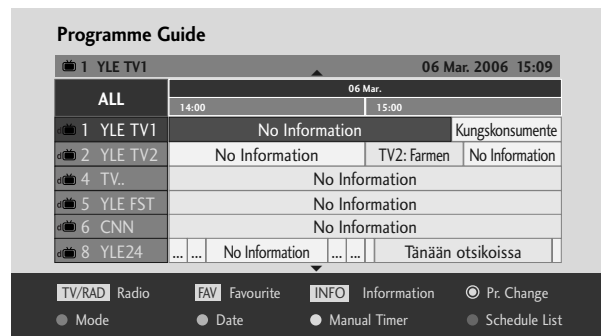 Programme Guide
1 YLE TV1 06 Mar. 2006 15:09
ALL 06 Mar.
14:00 15:00
1 YLE TV1 No Information Kungskonsumente
2 YLE TV2 No Information TV2: Farmen No Information
4 TV.. No Information
5 YLE FST No Information
6 CNN No Information
8 YLE24 ... ... No Information ... ... Tänään otsikoissa
TV/RAD Radio FAV Favourite INFO Inforrmation Pr. Change
Mode Date Manual Timer Schedule List